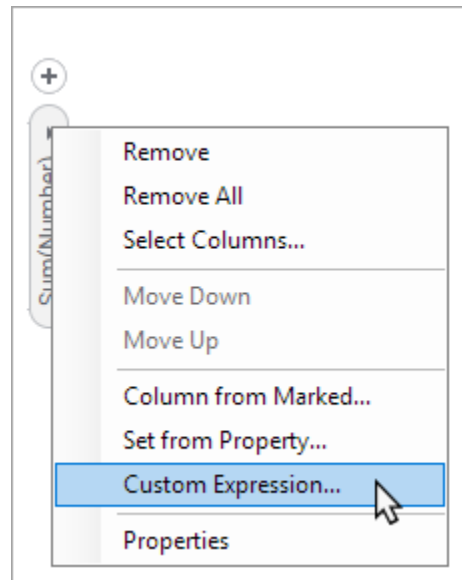 Sum(Number)
Remove
Remove All
Select Columns...
Move Down
Move Up
Column from Marked...
Set from Property...
Custom Expression...
Properties